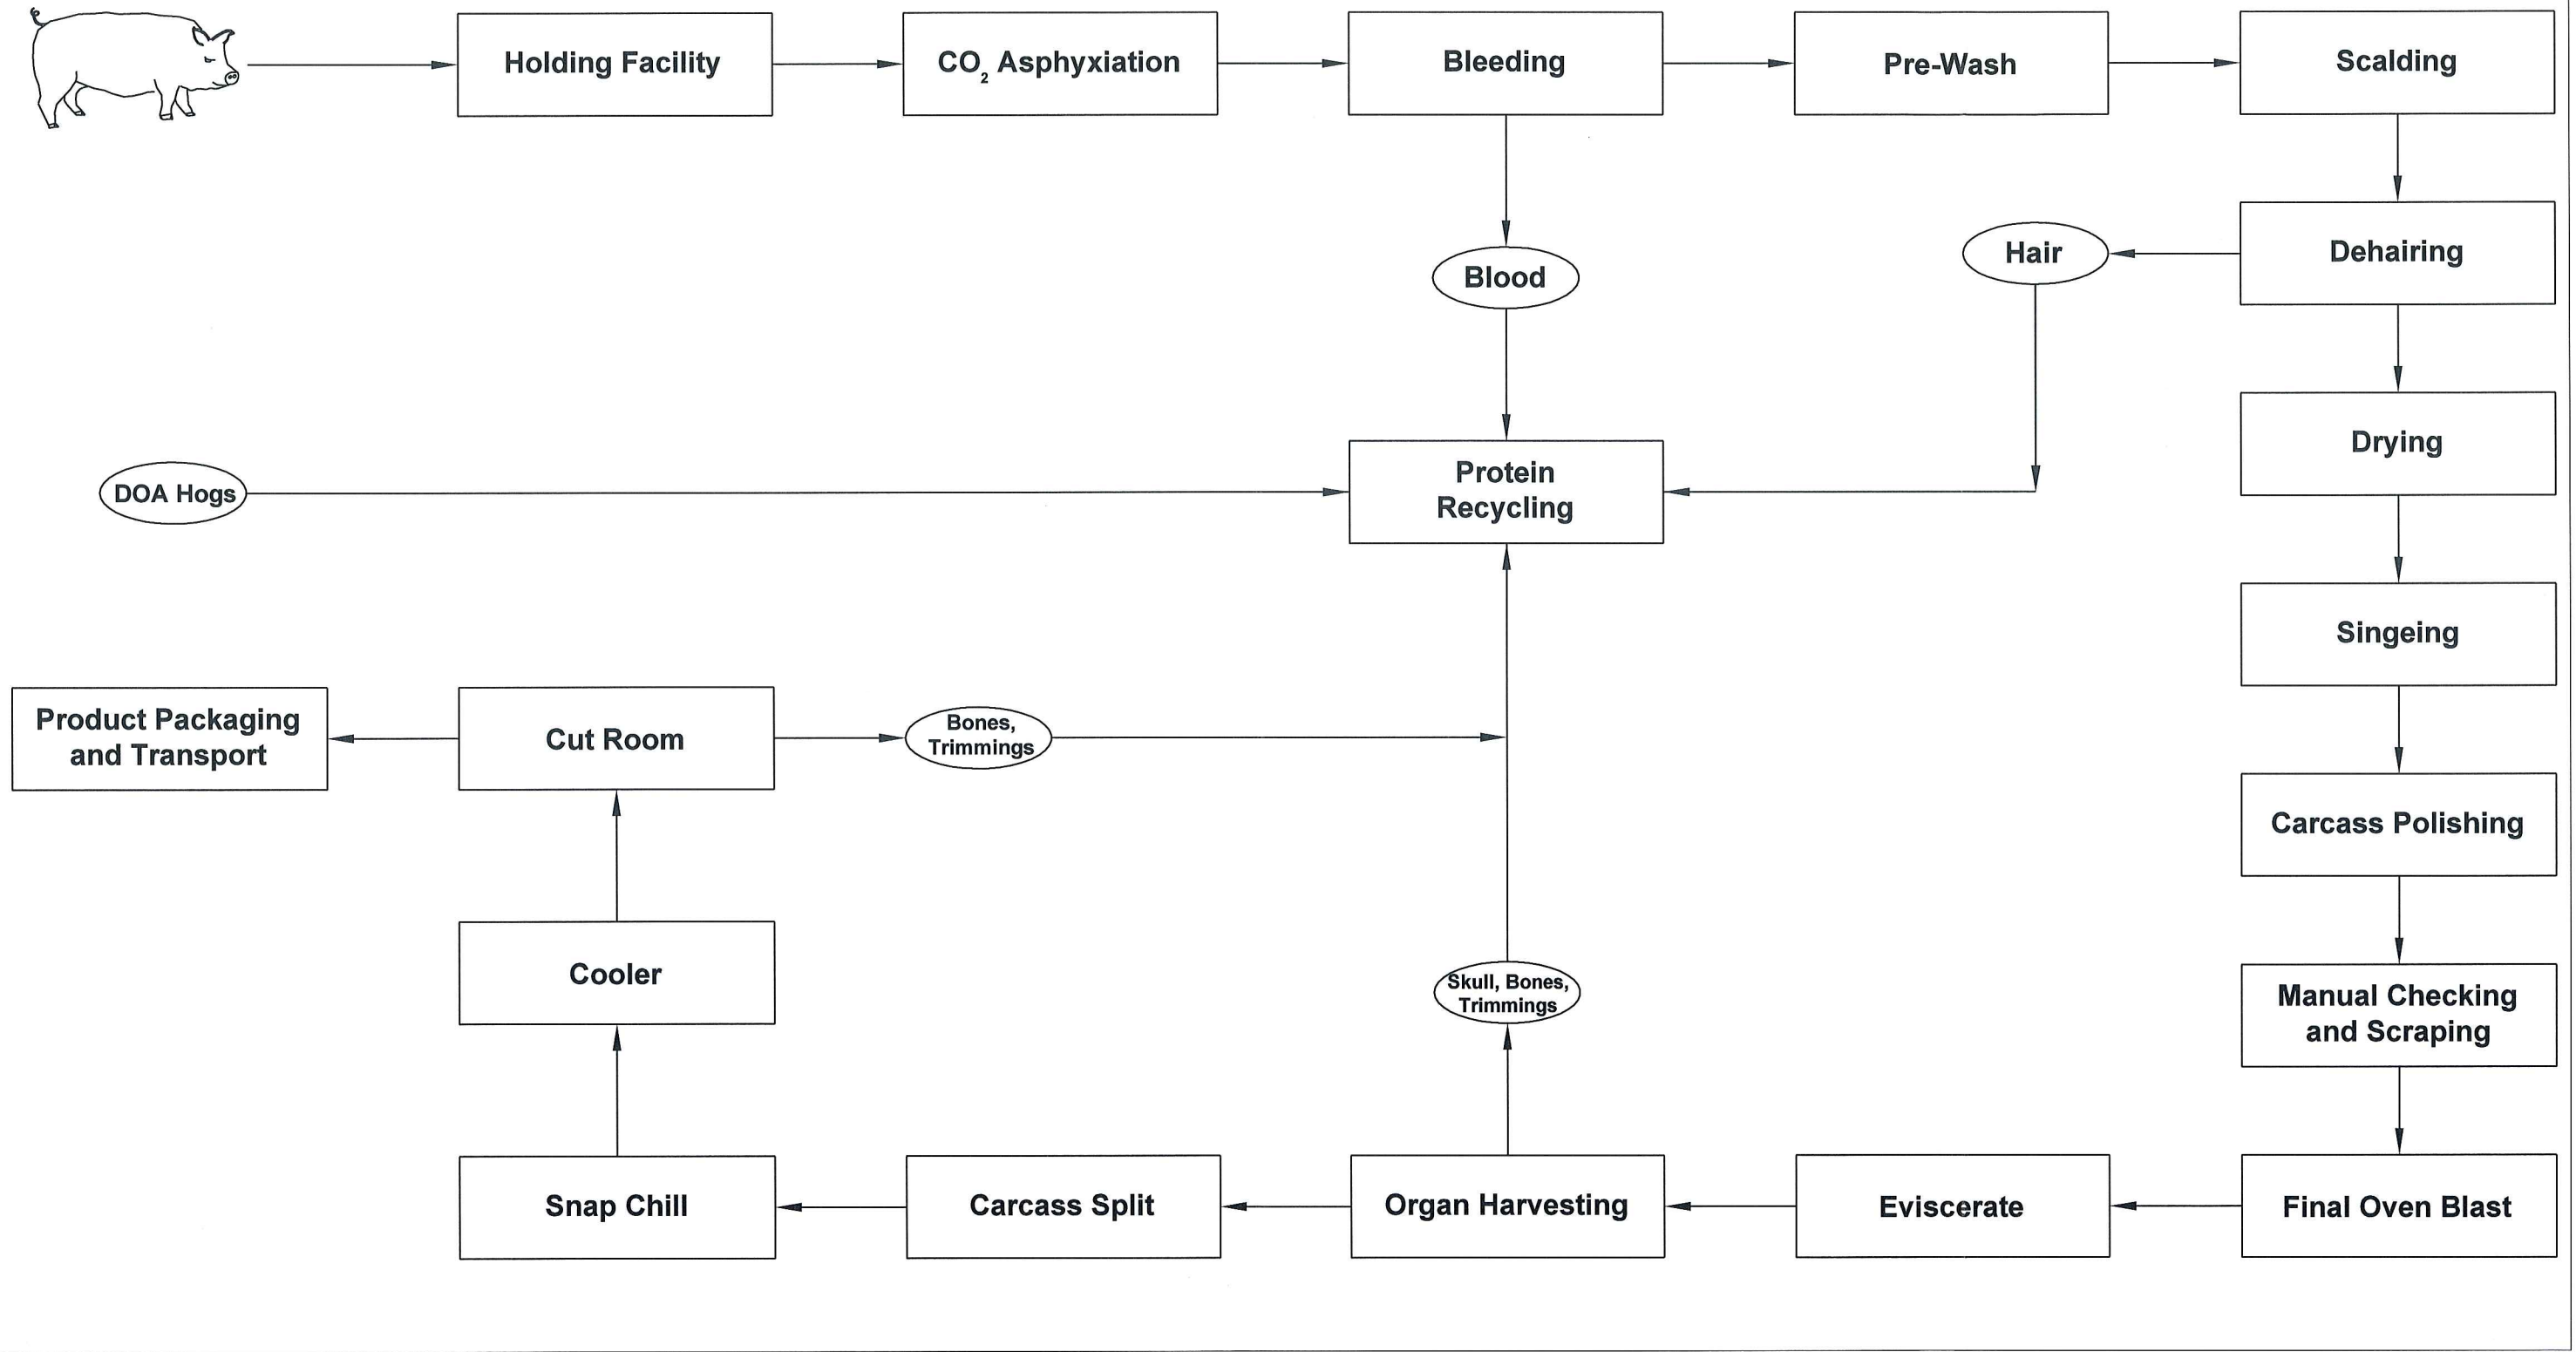 Holding Facility
CO₂ Asphyxiation
Bleeding
Pre-Wash
Scalding
Dehairing
Hair
Blood
Drying
DOA Hogs
Protein
Recycling
Singeing
Product Packaging
and Transport
Cut Room
Bones,
Trimmings
Carcass Polishing
Cooler
Skull, Bones,
Trimmings
Manual Checking
and Scraping
Snap Chill
Carcass Split
Organ Harvesting
Eviscerate
Final Oven Blast